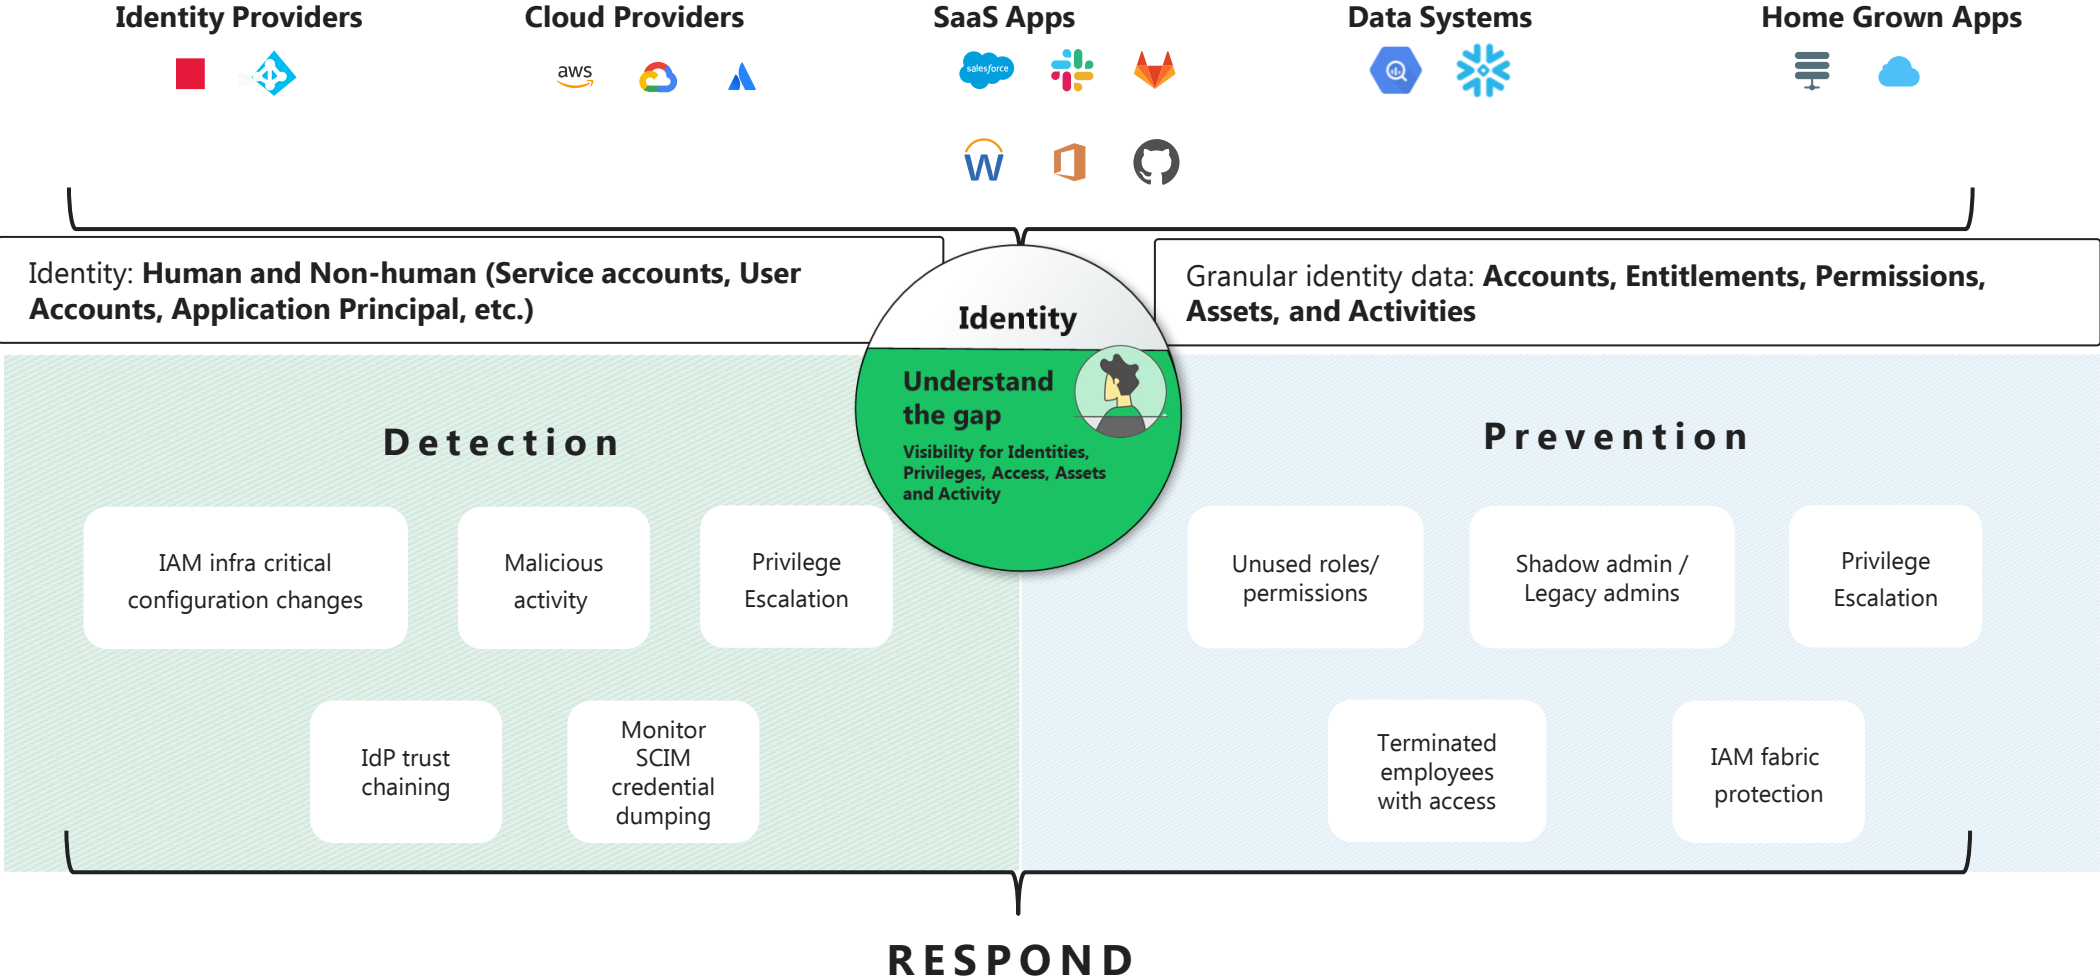 Identity Providers
Cloud Providers
SaaS Apps
Data Systems
Home Grown Apps
aws
salesforce
W
Identity: Human and Non-human (Service accounts, User
Accounts, Application Principal, etc.)
Identity
Granular identity data: Accounts, Entitlements, Permissions,
Assets, and Activities
Understand
the gap
Visibility for Identities,
Privileges, Access, Assets
and Activity
Detection
IAM infra critical
configuration changes
Malicious
activity
Privilege
Escalation
IdP trust
chaining
Monitor
SCIM
credential
dumping
Prevention
Unused roles/
permissions
Shadow admin /
Legacy admins
Privilege
Escalation
Terminated
employees
with access
IAM fabric
protection
RESPOND